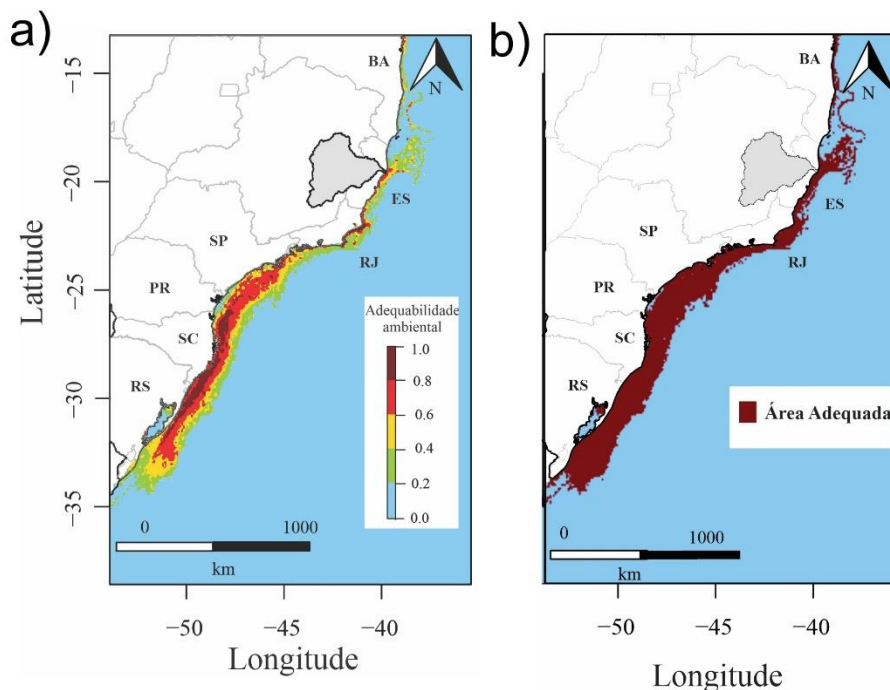 a)
BA
N
ES
SP
RJ
PR
SC
RS
Adequabilidade
ambiental
1.0
0.8
0.6
0.4
0.2
0.0
0 1000
km
−15
−20
−25
−30
−35
Latitude
−50 −45 −40
Longitude
b)
BA
N
ES
SP
RJ
PR
SC
RS
Área Adequada
0 1000
km
−50 −45 −40
Longitude